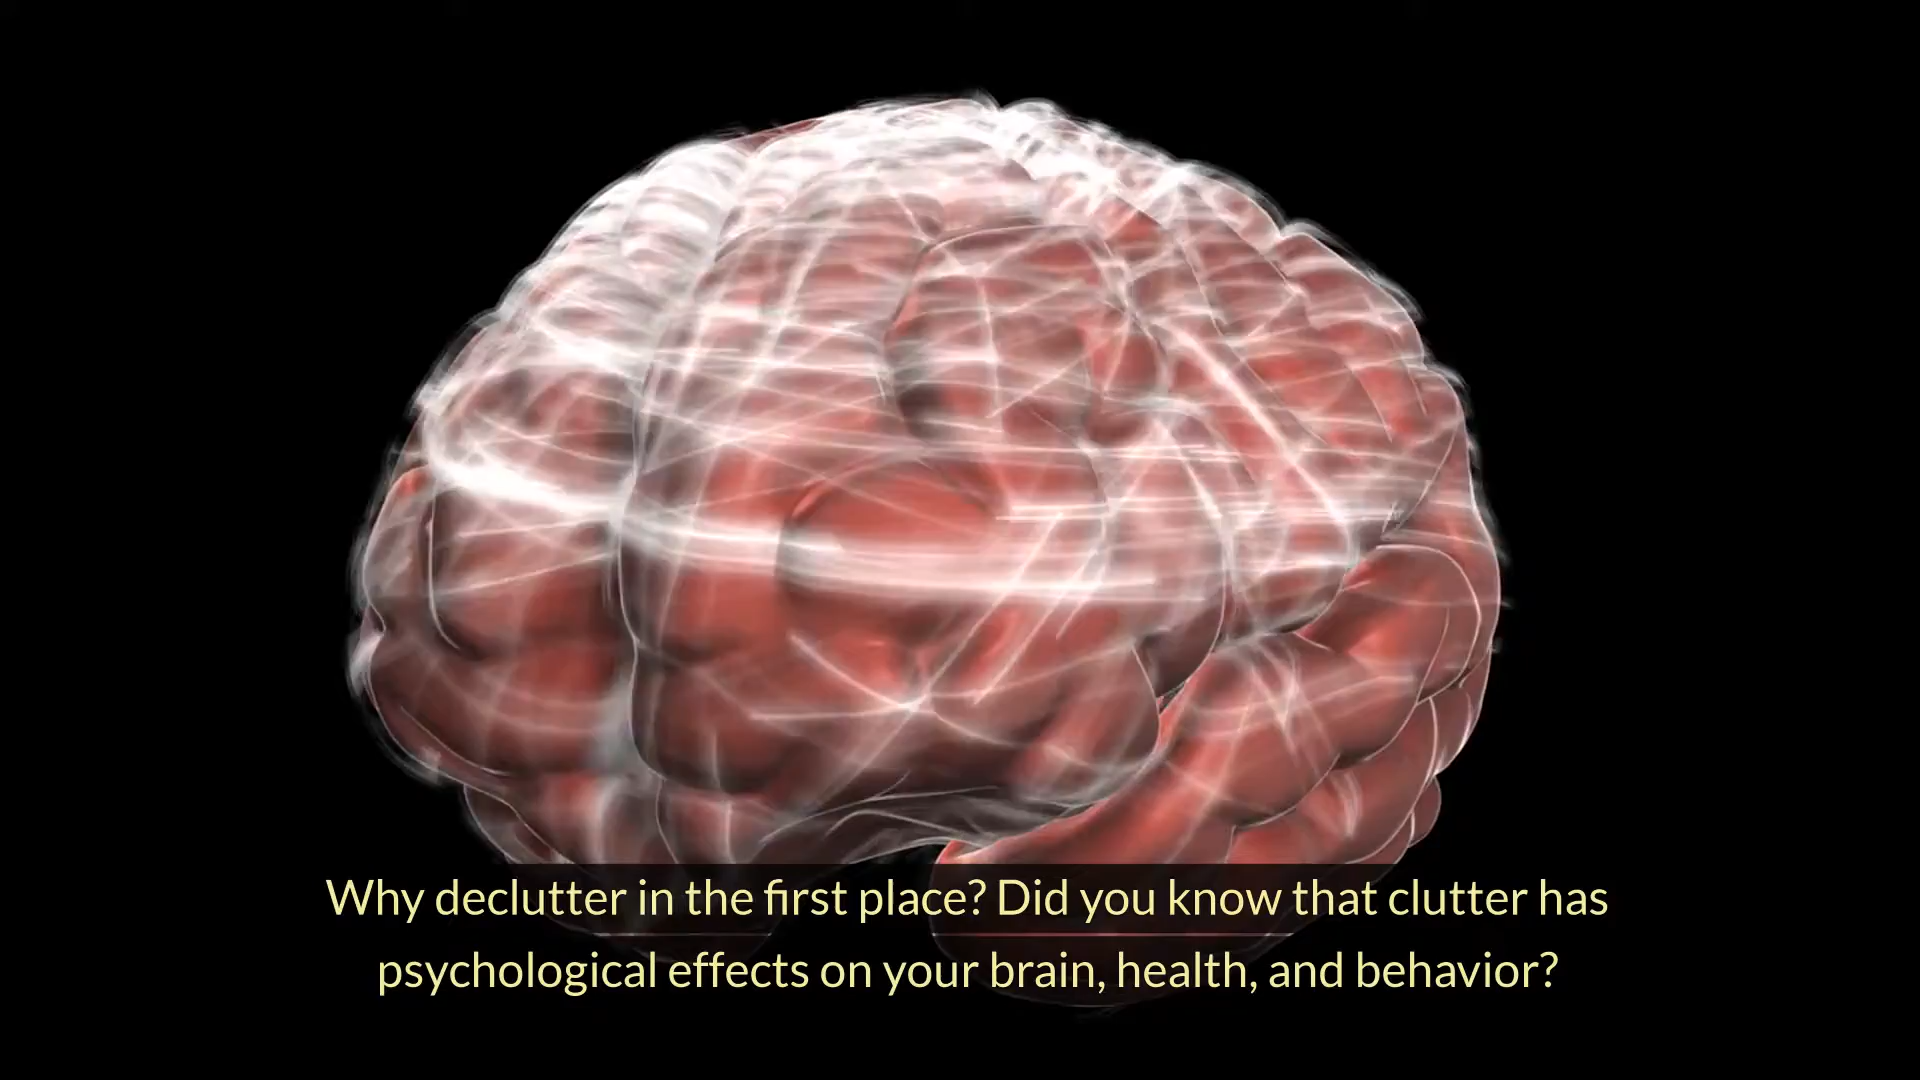 Why declutter in the first place? Did you know that clutter has
psychological effects on your brain, health, and behavior?